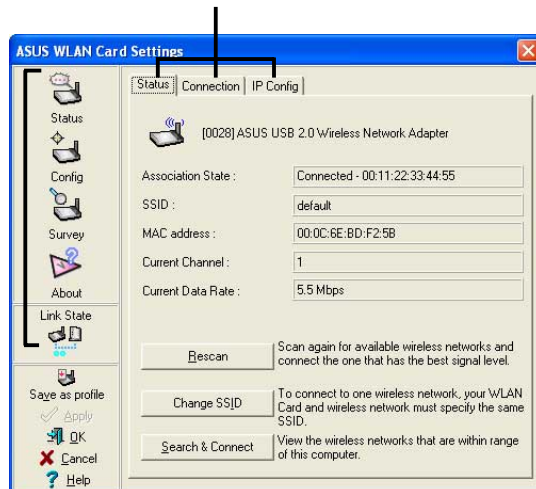 ASUS WLAN Card Settings
Status
Config
Survey
About
Link State
Save as profile
Apply
OK
Cancel
Help
Status Connection IP Config
[0028] ASUS USB 2.0 Wireless Network Adapter
Association State : Connected - 00:11:22:33:44:55
SSID : default
MAC address : 00:0C:6E:BD:F2:5B
Current Channel : 1
Current Data Rate : 5.5 Mbps
Rescan
Scan again for available wireless networks and
connect the one that has the best signal level.
Change SSID
To connect to one wireless network, your WLAN
Card and wireless network must specify the same
SSID.
Search & Connect
View the wireless networks that are within range
of this computer.